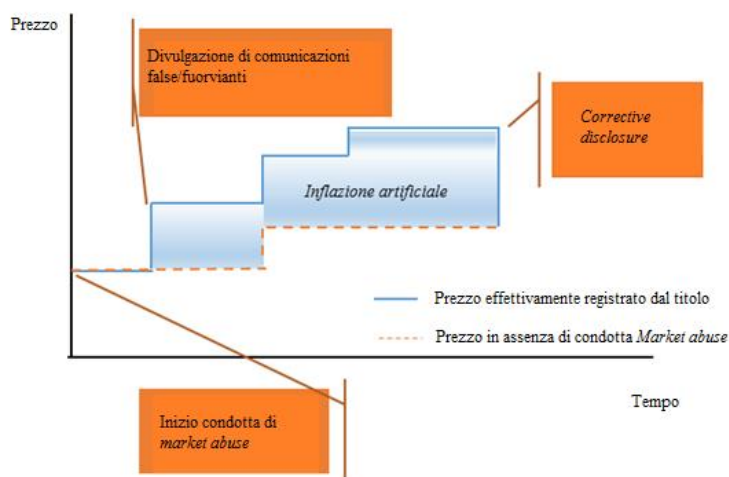 Prezzo
Divulgazione di comunicazioni
false/fuorvianti
Corrective
disclosure
Inflazione artificiale
Prezzo effettivamente registrato dal titolo
Prezzo in assenza di condotta Market abuse
Tempo
Inizio condotta di
market abuse